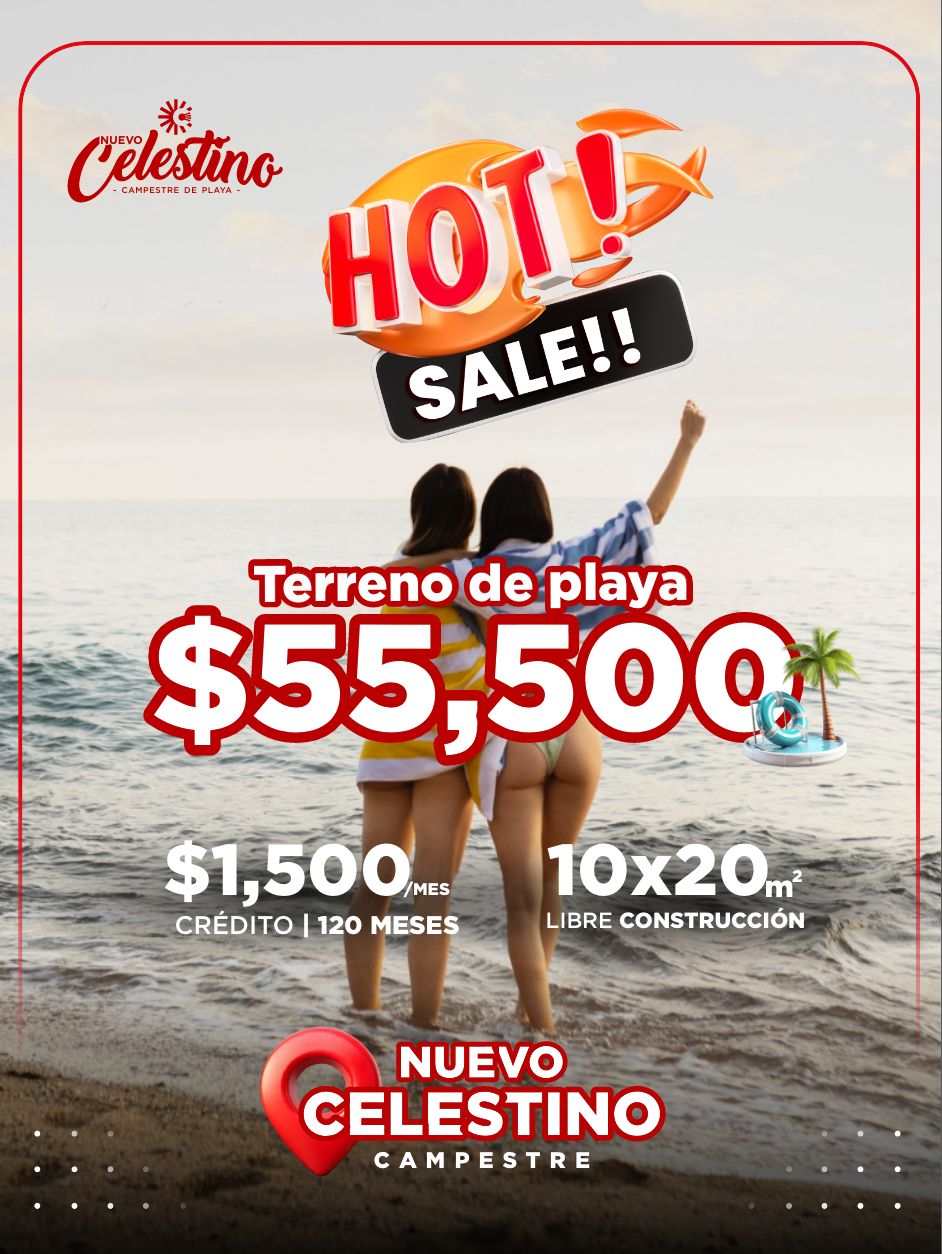 NUEVO
Celestino
- CAMPESTRE DE PLAYA -
HOT!
SALE!!
Terreno de playa
$55,500
$1,500/MES
CRÉDITO | 120 MESES
10x20m²
LIBRE CONSTRUCCIÓN
NUEVO
CELESTINO
CAMPESTRE